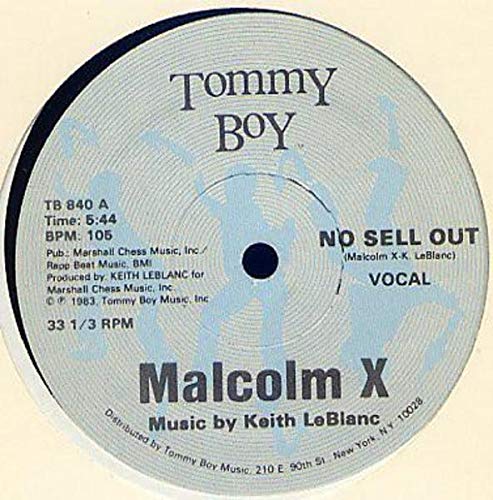 TOMMY
BOY
TB 840 A
Time: 5:44
BPM: 105
Pub.: Marshall Chess Music, Inc./
Rapp Beat Music, BMI
Produced by: KEITH LEBLANC for
Marshall Chess Music, Inc.
© ℗ 1983, Tommy Boy Music, Inc
33 1/3 RPM
NO SELL OUT
(Malcolm X-K. LeBlanc)
VOCAL
Malcolm X
Music by Keith LeBlanc
Distributed by Tommy Boy Music, 210 E. 90th St., New York, N.Y. 10028